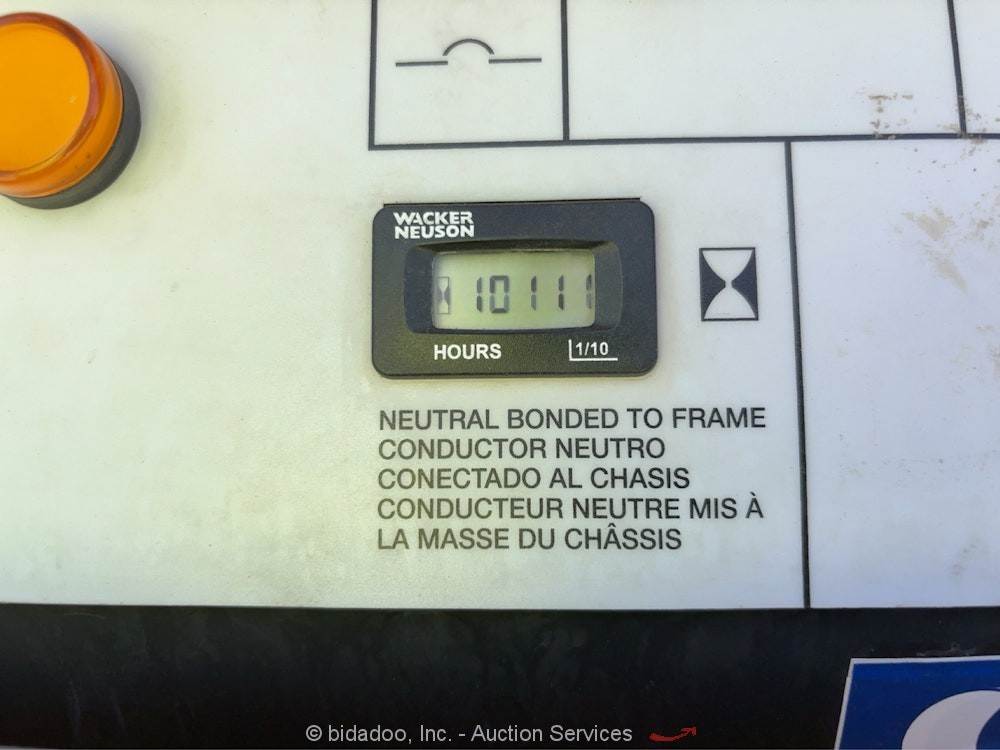 WACKER
NEUSON
10111
HOURS 1/10
NEUTRAL BONDED TO FRAME
CONDUCTOR NEUTRO
CONECTADO AL CHASIS
CONDUCTEUR NEUTRE MIS À
LA MASSE DU CHÂSSIS
© bidadoo, Inc. - Auction Services